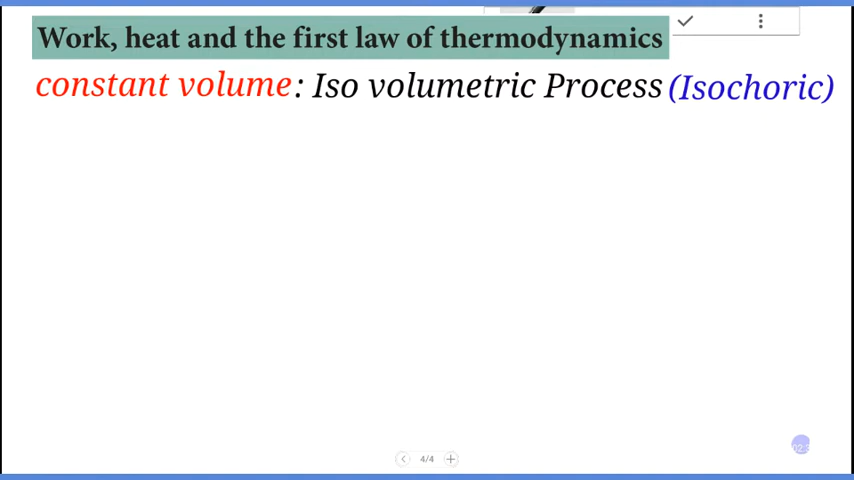 Work, heat and the first law of thermodynamics
constant volume: Iso volumetric Process (Isochoric)
4/4